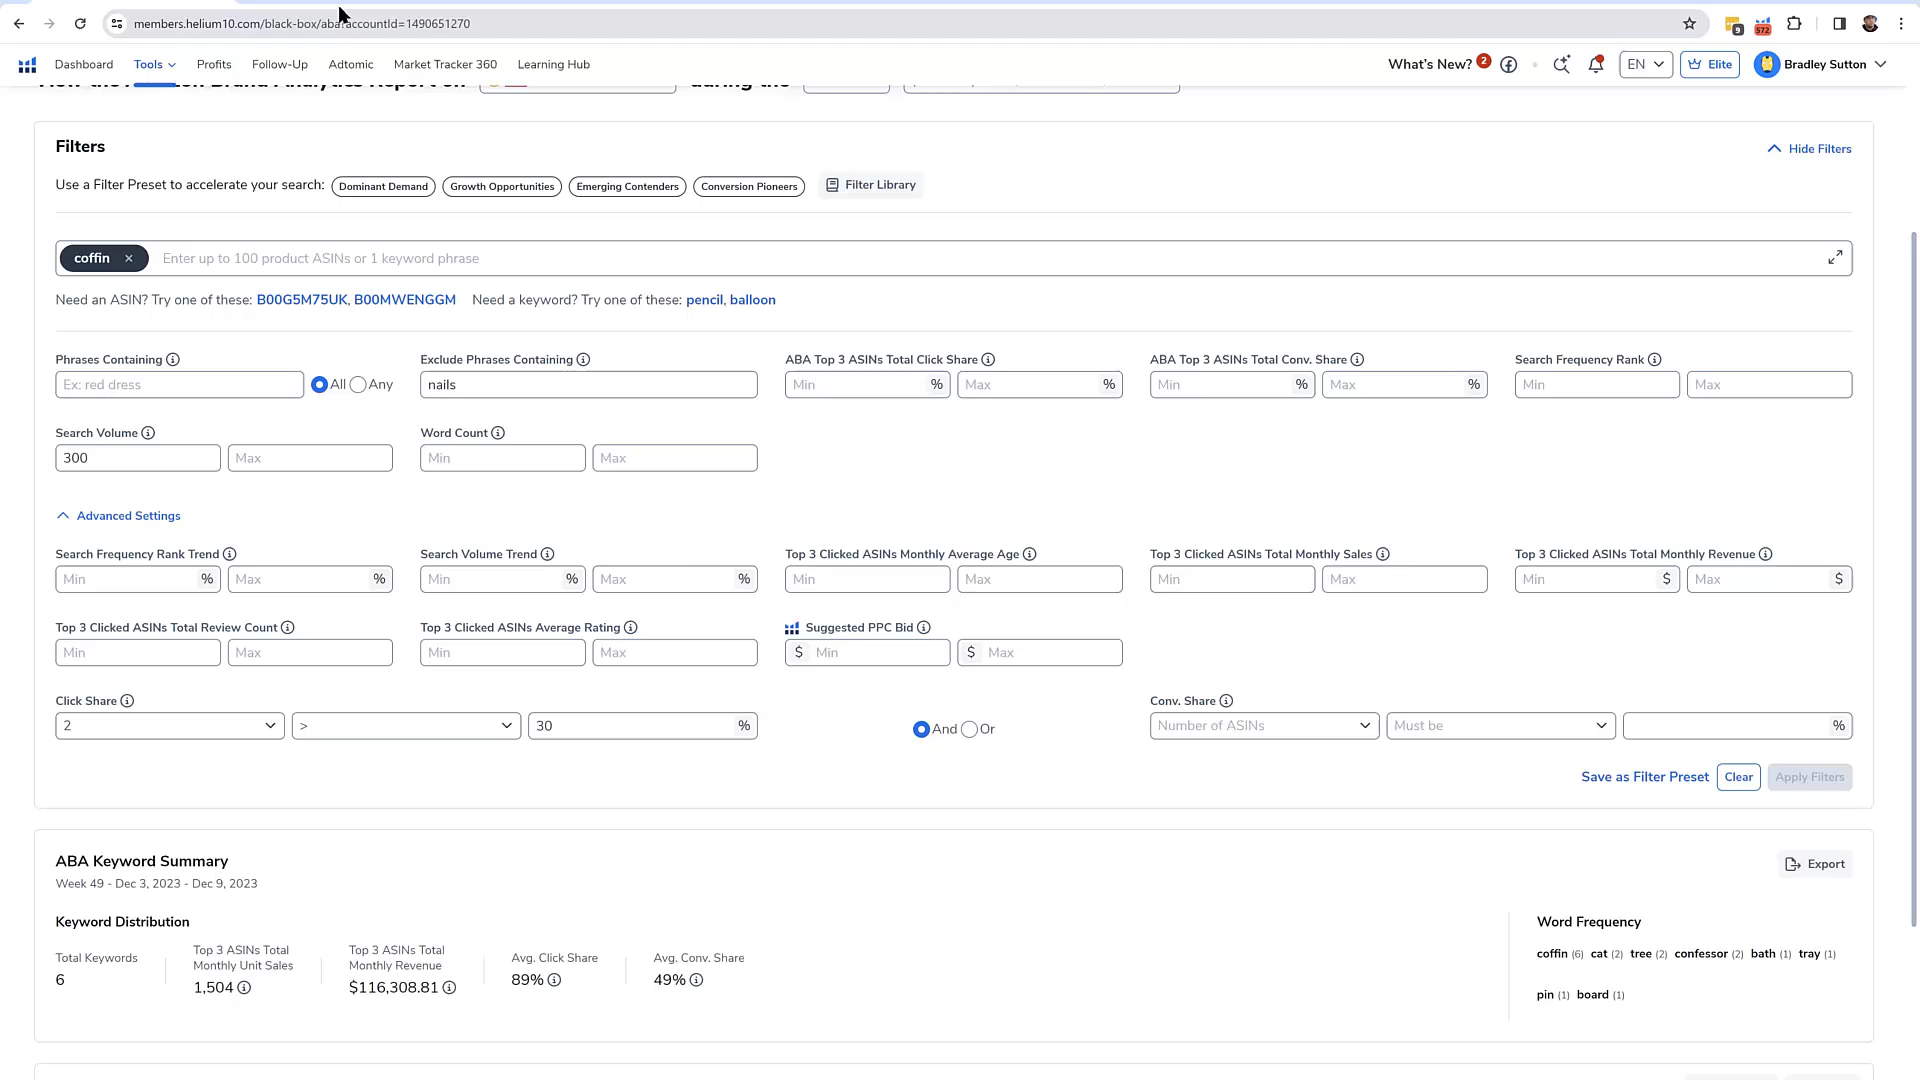 members.helium10.com/black-box/aba?accountId=1490651270
9
572
Dashboard
Tools
Profits
Follow-Up
Adtomic
Market Tracker 360
Learning Hub
What's New? 2
EN
Elite
Bradley Sutton
Brand Analytics Report on
during the
Filters
Hide Filters
Use a Filter Preset to accelerate your search:
Dominant Demand
Growth Opportunities
Emerging Contenders
Conversion Pioneers
Filter Library
coffin ×
Enter up to 100 product ASINs or 1 keyword phrase
Need an ASIN? Try one of these: B00G5M75UK, B00MWENGGM
Need a keyword? Try one of these: pencil, balloon
Phrases Containing
Ex: red dress
All
Any
Exclude Phrases Containing
nails
ABA Top 3 ASINs Total Click Share
Min %
Max %
ABA Top 3 ASINs Total Conv. Share
Min %
Max %
Search Frequency Rank
Min
Max
Search Volume
300
Max
Word Count
Min
Max
Advanced Settings
Search Frequency Rank Trend
Min %
Max %
Search Volume Trend
Min %
Max %
Top 3 Clicked ASINs Monthly Average Age
Min
Max
Top 3 Clicked ASINs Total Monthly Sales
Min
Max
Top 3 Clicked ASINs Total Monthly Revenue
Min $
Max $
Top 3 Clicked ASINs Total Review Count
Min
Max
Top 3 Clicked ASINs Average Rating
Min
Max
Suggested PPC Bid
$ Min
$ Max
Click Share
2
>
30 %
And
Or
Conv. Share
Number of ASINs
Must be
%
Save as Filter Preset
Clear
Apply Filters
ABA Keyword Summary
Week 49 - Dec 3, 2023 - Dec 9, 2023
Export
Keyword Distribution
Total Keywords
6
Top 3 ASINs Total
Monthly Unit Sales
1,504
Top 3 ASINs Total
Monthly Revenue
$116,308.81
Avg. Click Share
89%
Avg. Conv. Share
49%
Word Frequency
coffin (6) cat (2) tree (2) confessor (2) bath (1) tray (1)
pin (1) board (1)